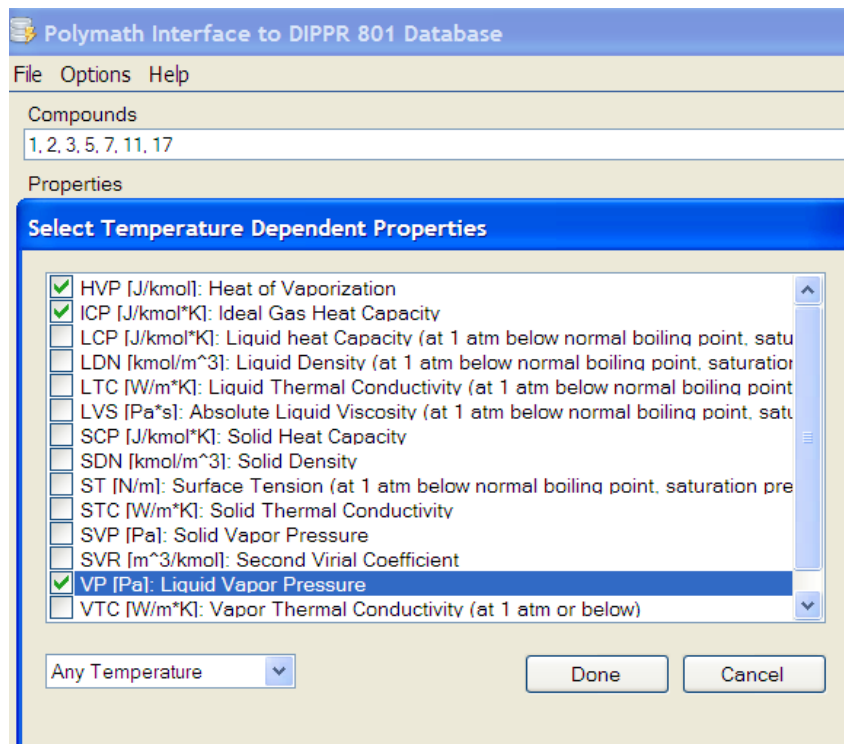 Polymath Interface to DIPPR 801 Database
File Options Help
Compounds
1, 2, 3, 5, 7, 11, 17
Properties
Select Temperature Dependent Properties
HVP [J/kmol]: Heat of Vaporization
ICP [J/kmol*K]: Ideal Gas Heat Capacity
LCP [J/kmol*K]: Liquid heat Capacity (at 1 atm below normal boiling point, satu
LDN [kmol/m^3]: Liquid Density (at 1 atm below normal boiling point, saturation
LTC [W/m*K]: Liquid Thermal Conductivity (at 1 atm below normal boiling point
LVS [Pa*s]: Absolute Liquid Viscosity (at 1 atm below normal boiling point, satu
SCP [J/kmol*K]: Solid Heat Capacity
SDN [kmol/m^3]: Solid Density
ST [N/m]: Surface Tension (at 1 atm below normal boiling point, saturation pre
STC [W/m*K]: Solid Thermal Conductivity
SVP [Pa]: Solid Vapor Pressure
SVR [m^3/kmol]: Second Virial Coefficient
VP [Pa]: Liquid Vapor Pressure
VTC [W/m*K]: Vapor Thermal Conductivity (at 1 atm or below)
Any Temperature
Done Cancel